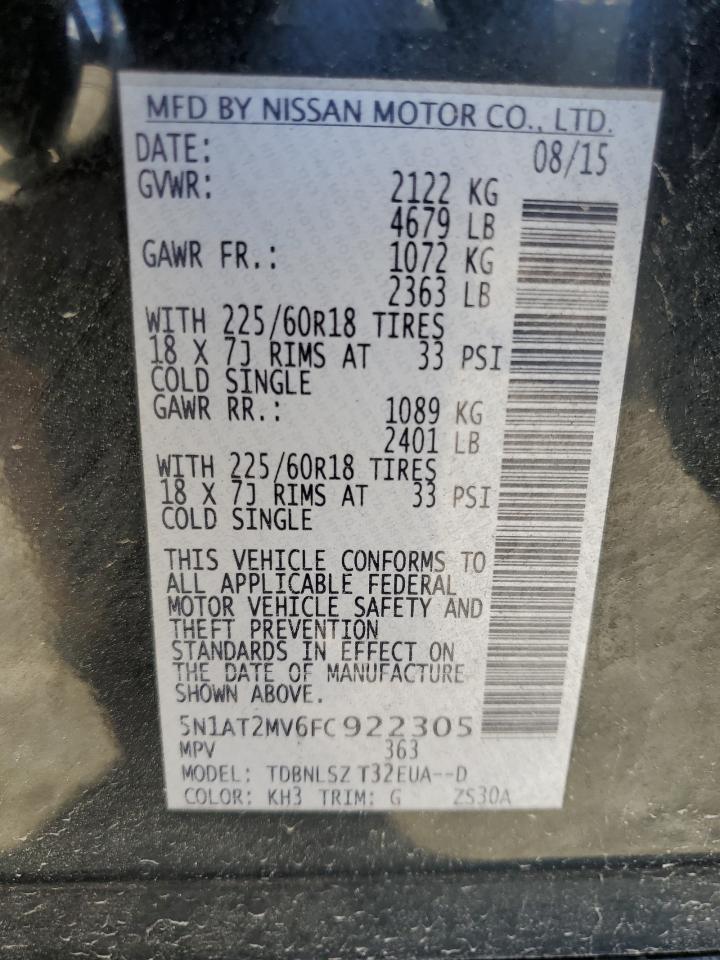 MFD BY NISSAN MOTOR CO., LTD.
DATE: 08/15
GVWR: 2122 KG
4679 LB
GAWR FR.: 1072 KG
2363 LB
WITH 225/60R18 TIRES
18 X 7J RIMS AT 33 PSI
COLD SINGLE
GAWR RR.: 1089 KG
2401 LB
WITH 225/60R18 TIRES
18 X 7J RIMS AT 33 PSI
COLD SINGLE
THIS VEHICLE CONFORMS TO
ALL APPLICABLE FEDERAL
MOTOR VEHICLE SAFETY AND
THEFT PREVENTION
STANDARDS IN EFFECT ON
THE DATE OF MANUFACTURE
SHOWN ABOVE.
5N1AT2MV6FC922305
MPV 363
MODEL: TDBNLSZ T32EUA--D
COLOR: KH3 TRIM: G ZS30A